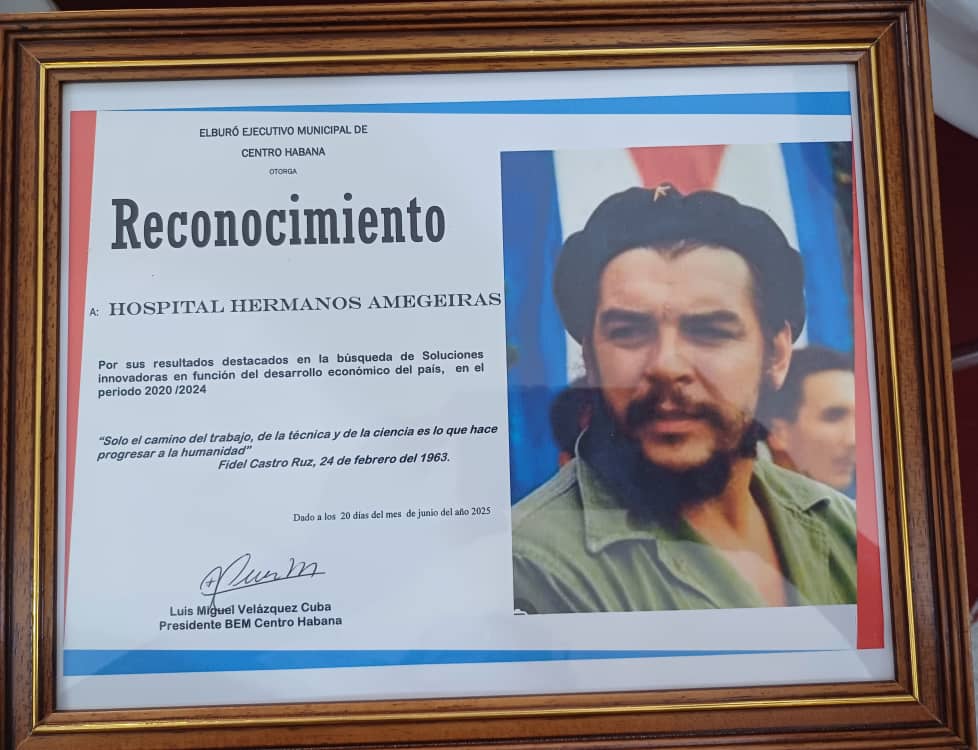 ELBURÓ EJECUTIVO MUNICIPAL DE
CENTRO HABANA
OTORGA
Reconocimiento
A: HOSPITAL HERMANOS AMEGEIRAS
Por sus resultados destacados en la búsqueda de Soluciones
innovadoras en función del desarrollo económico del país, en el
periodo 2020 /2024
“Solo el camino del trabajo, de la técnica y de la ciencia es lo que hace
progresar a la humanidad”
Fidel Castro Ruz, 24 de febrero del 1963.
Dado a los 20 días del mes de junio del año 2025
Luis Miguel Velázquez Cuba
Presidente BEM Centro Habana